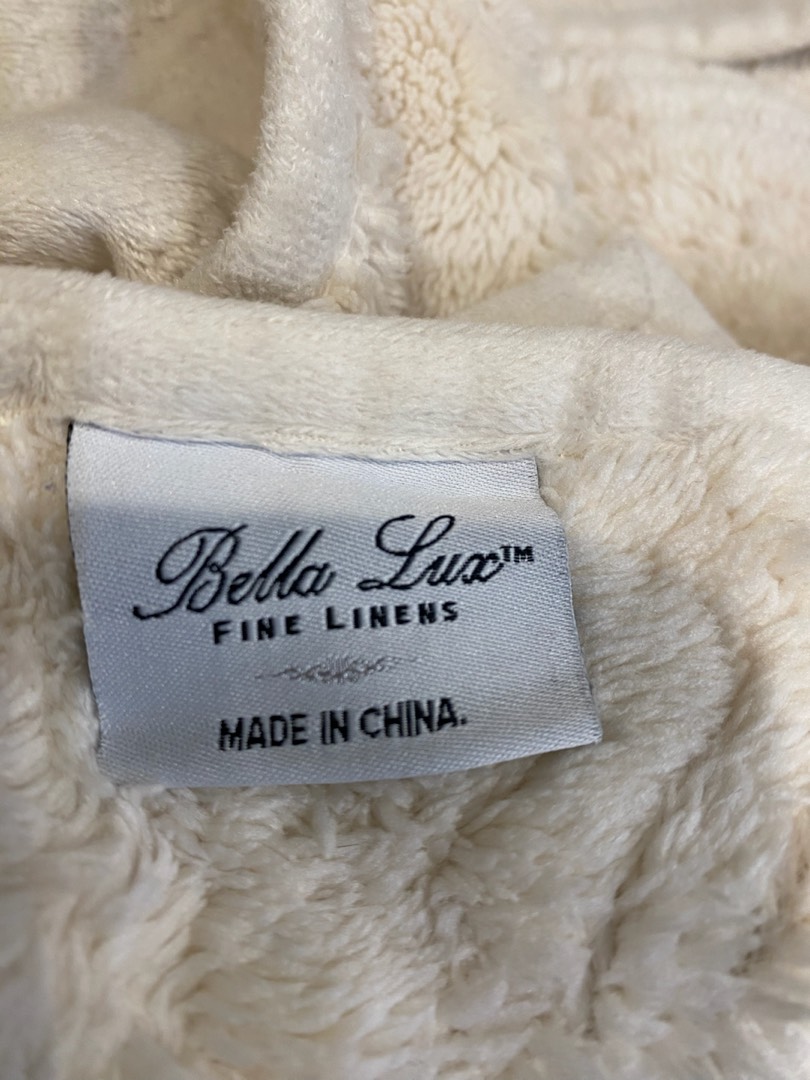 Bella Lux™
FINE LINENS
MADE IN CHINA.